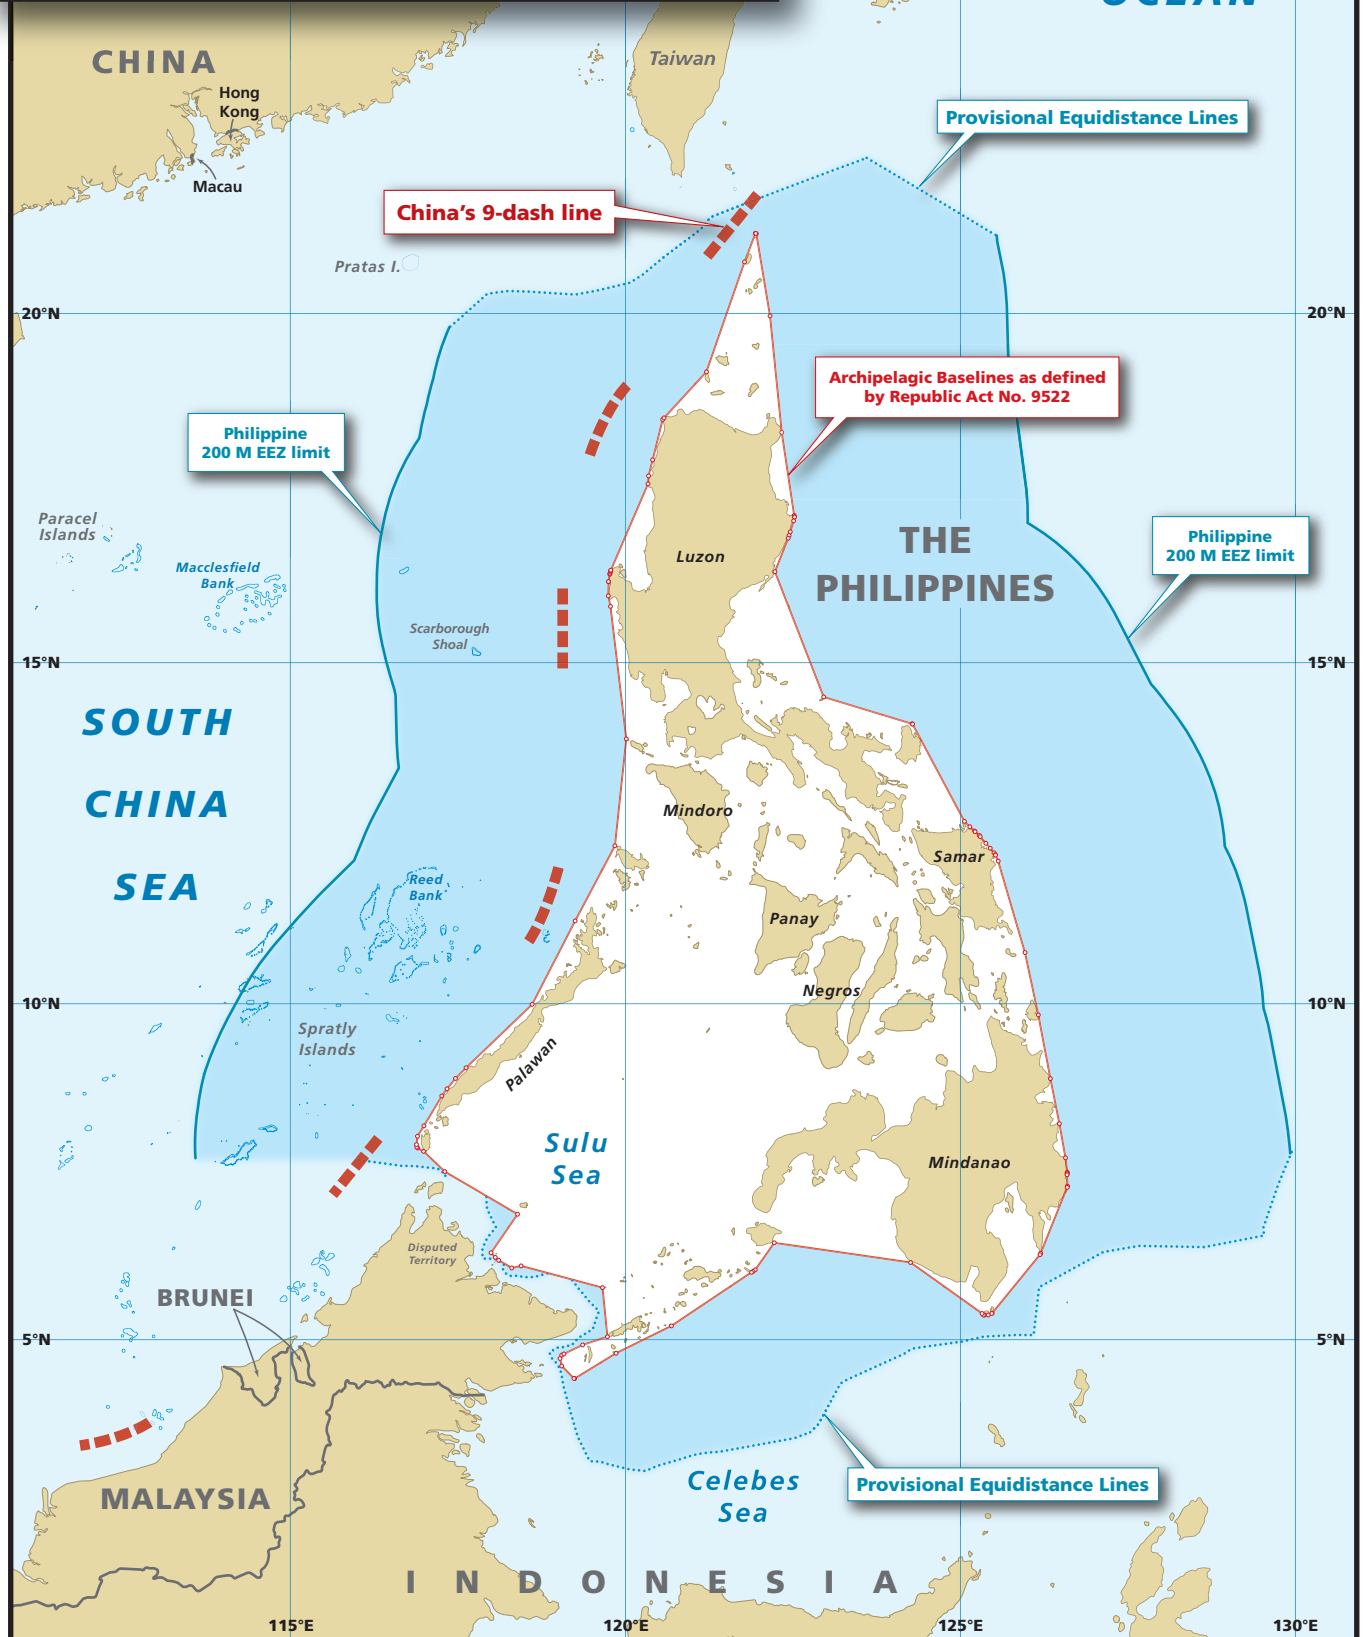 OCEAN
CHINA
Taiwan
Hong
Kong
Macau
Provisional Equidistance Lines
China's 9-dash line
Pratas I.
20°N
20°N
Archipelagic Baselines as defined
by Republic Act No. 9522
Philippine
200 M EEZ limit
Paracel
Islands
Macclesfield
Bank
Luzon
THE
PHILIPPINES
Philippine
200 M EEZ limit
Scarborough
Shoal
15°N
15°N
SOUTH
CHINA
SEA
Mindoro
Samar
Reed
Bank
Panay
Negros
10°N
10°N
Spratly
Islands
Palawan
Sulu
Sea
Mindanao
Disputed
Territory
BRUNEI
5°N
5°N
Celebes
Sea
Provisional Equidistance Lines
MALAYSIA
INDONESIA
115°E
120°E
125°E
130°E